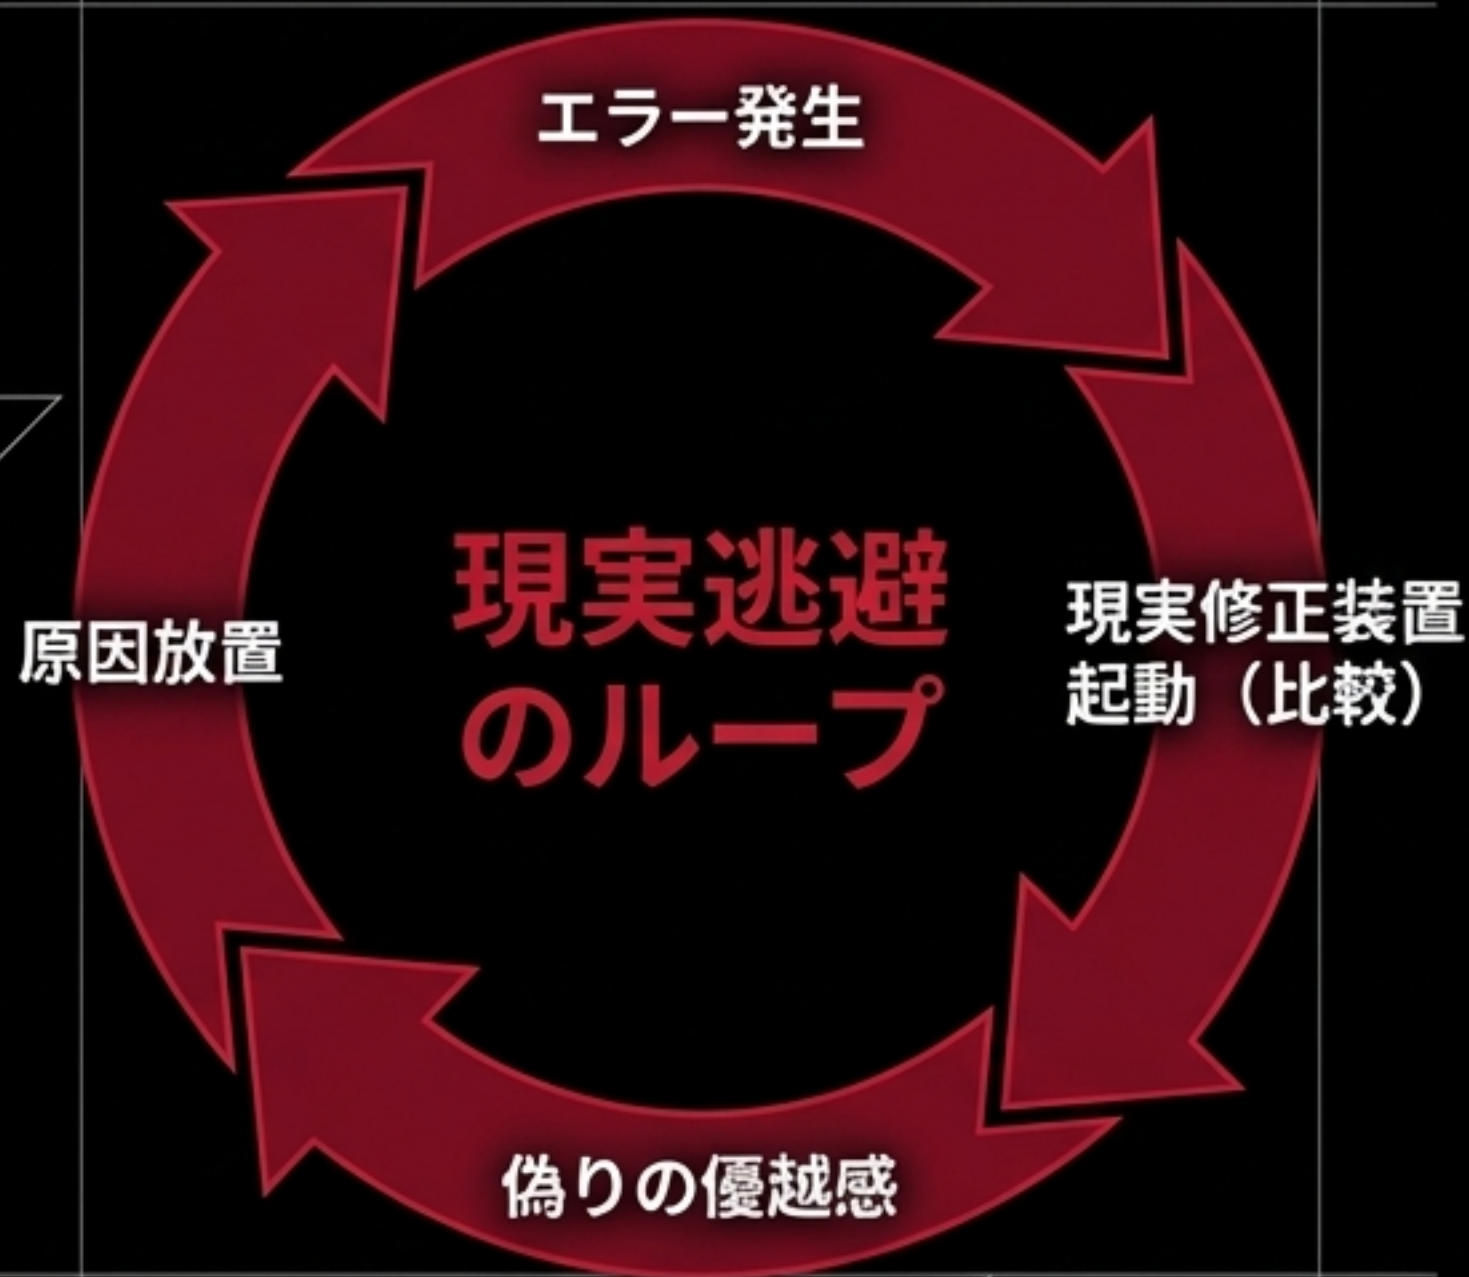 エラー発生
現実修正装置
起動（比較）
偽りの優越感
原因放置
現実逃避
のループ